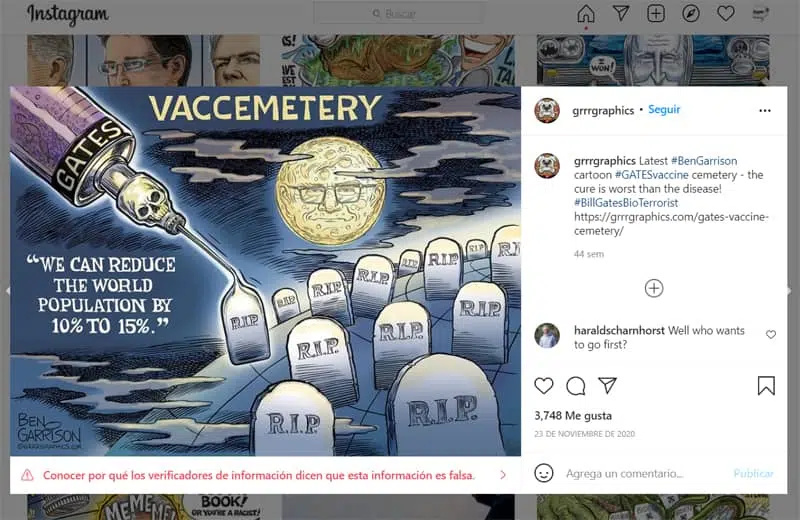 Instagram
Buscar
I WON!
VACCEMETERY
GATES
"WE CAN REDUCE
THE WORLD
POPULATION BY
10% TO 15%."
R.I.P.
R.I.P.
R.I.P.
R.I.P.
R.I.P.
R.I.P.
R.I.P.
R.I.P.
R.I.P.
R.I.P.
BEN
GARRISON
©GRRRGRAPHICS.COM
Conocer por qué los verificadores de información dicen que esta información es falsa.
grrrgraphics • Seguir
grrrgraphics Latest #BenGarrison
cartoon #GATESvaccine cemetery - the
cure is worst than the disease!
#BillGatesBioTerrorist
https://grrrgraphics.com/gates-vaccine-
cemetery/
44 sem
haraldscharnhorst Well who wants
to go first?
3,748 Me gusta
23 DE NOVIEMBRE DE 2020
Agrega un comentario...
Publicar
MEMEME
BOOK!
OR YOU'RE A RACIST!